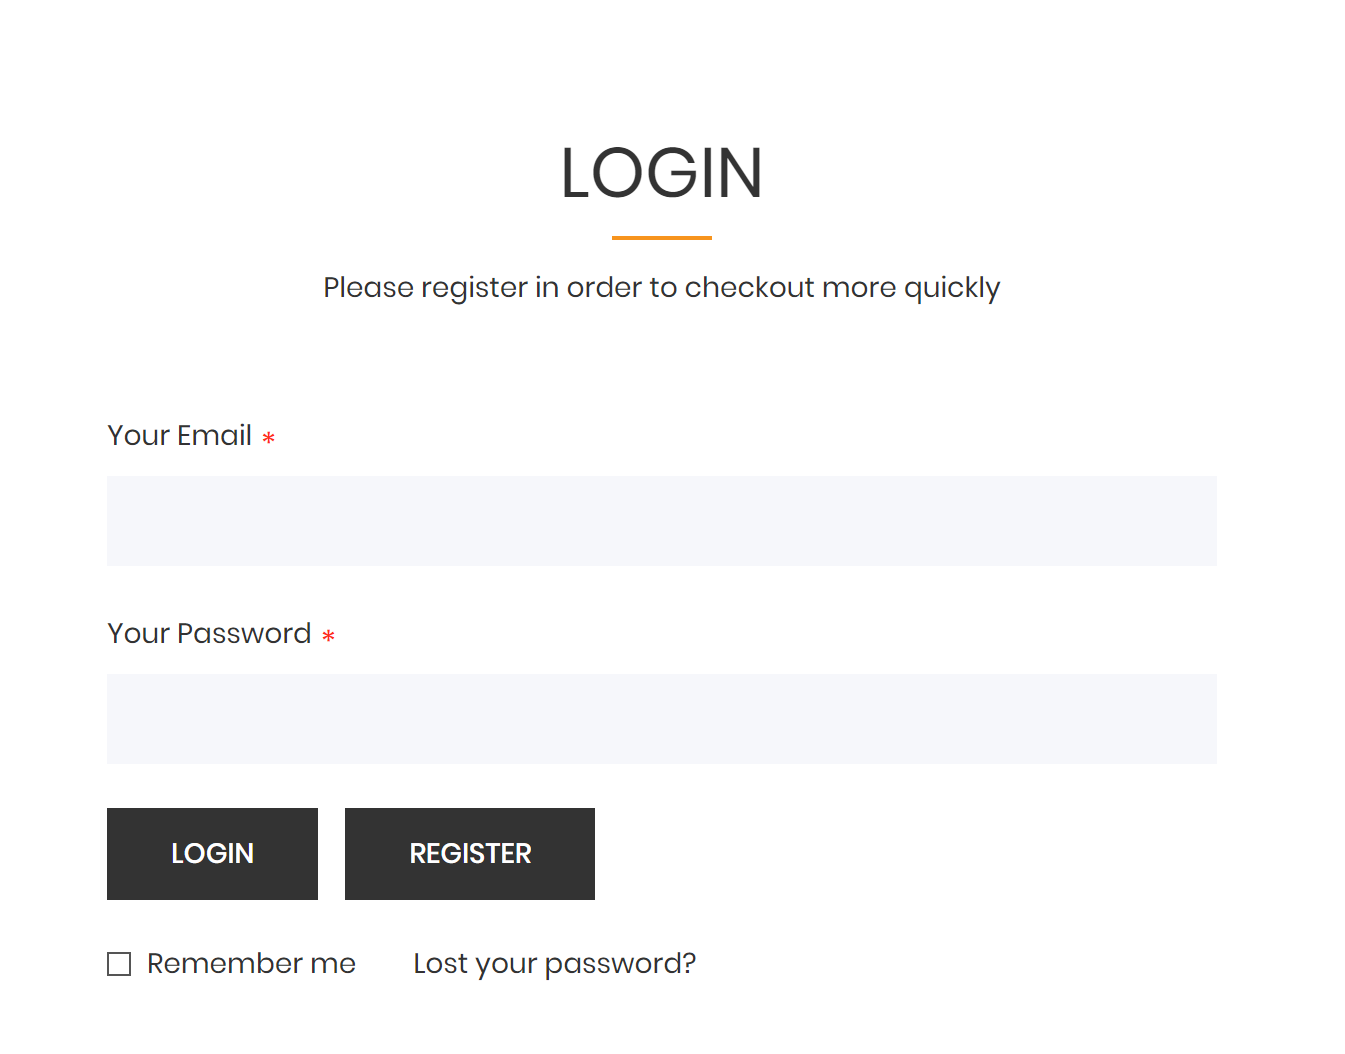 LOGIN
Please register in order to checkout more quickly
Your Email *
Your Password *
LOGIN REGISTER
Remember me Lost your password?